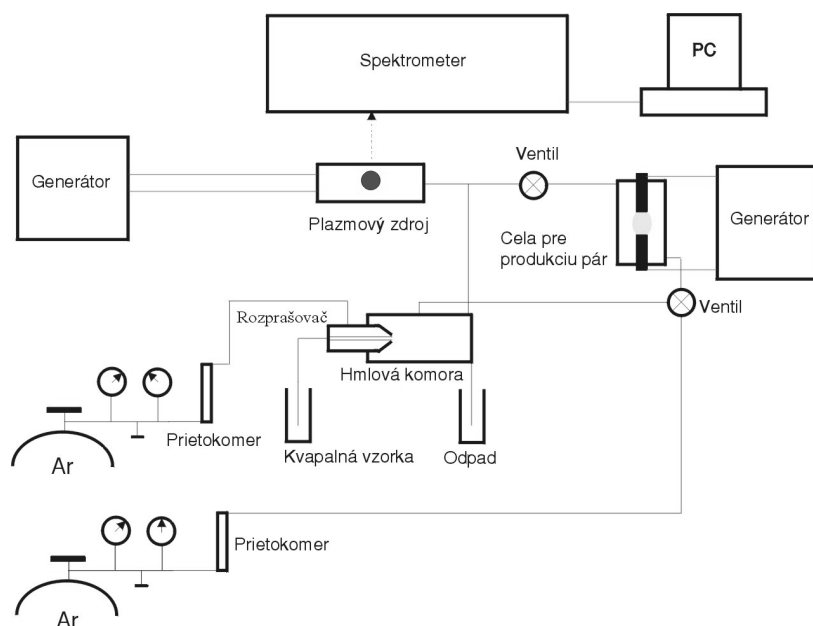 PC
Spektrometer
Generátor
Ventil
Plazmový zdroj
Cela pre
produkciu pár
Generátor
Rozprašovač
Ventil
Hmlová komora
Prietokomer
Kvapalná vzorka
Odpad
Ar
Prietokomer
Ar